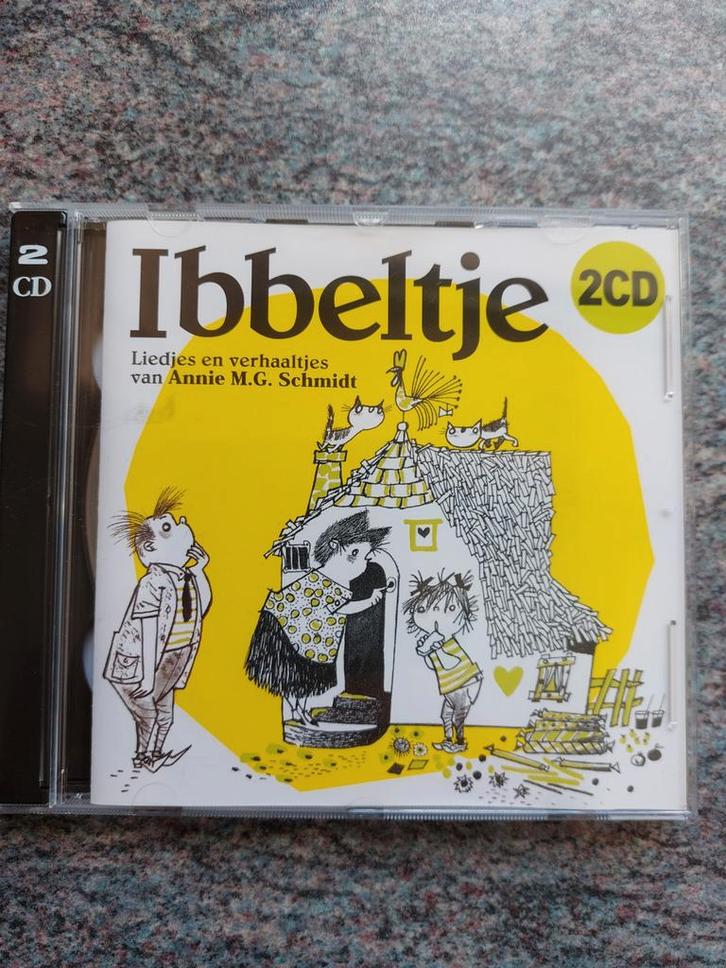 2
CD
Ibbeltje
2CD
Liedjes en verhaaltjes
van Annie M.G. Schmidt